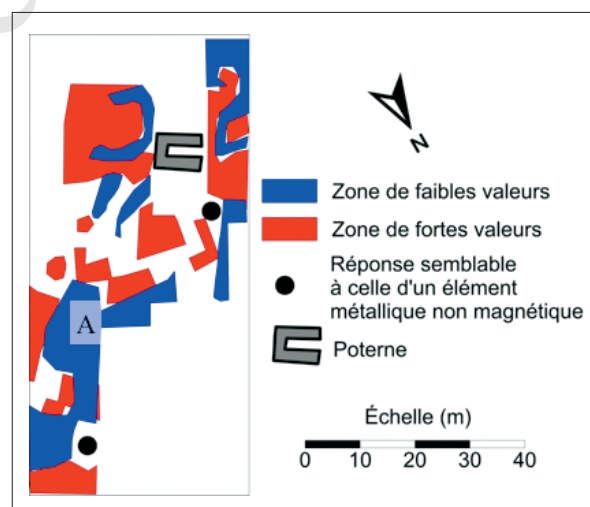 N
Zone de faibles valeurs
Zone de fortes valeurs
Réponse semblable
à celle d'un élément
métallique non magnétique
Poterne
A
Échelle (m)
0 10 20 30 40